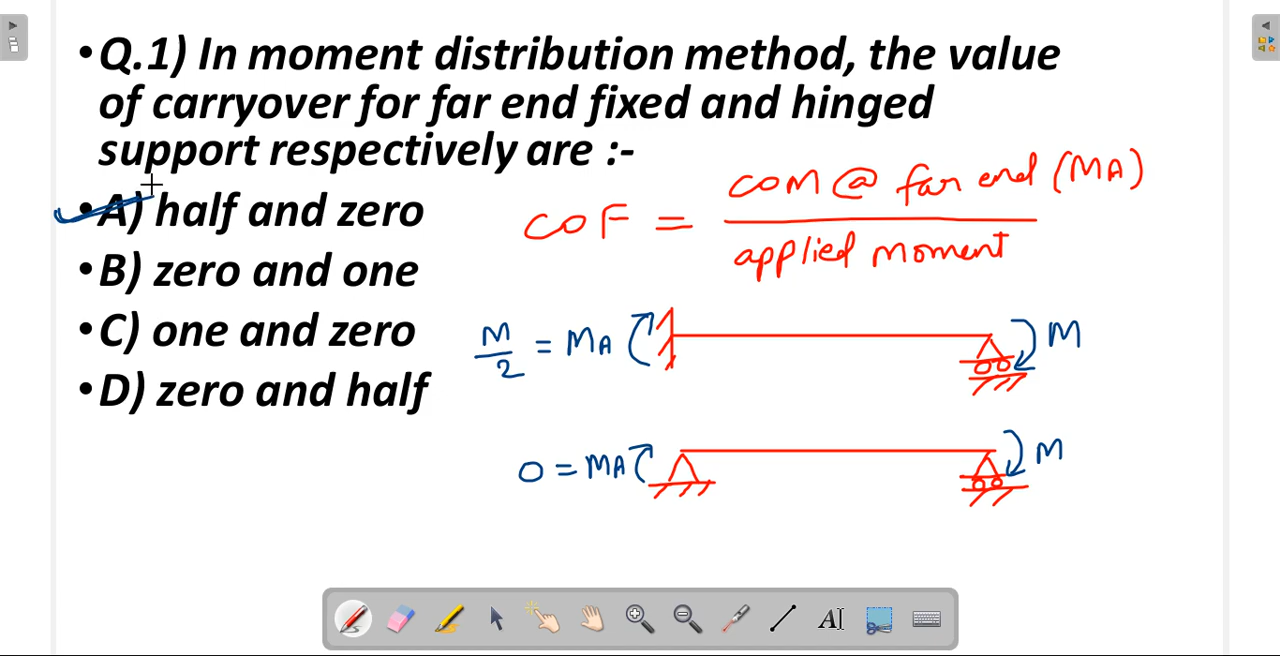 •Q.1) In moment distribution method, the value
of carryover for far end fixed and hinged
support respectively are :-
•A) half and zero
•B) zero and one
•C) one and zero
•D) zero and half
COF = COM @ far end (MA)
applied moment
M/2 = MA
M
0 = MA
M
AI